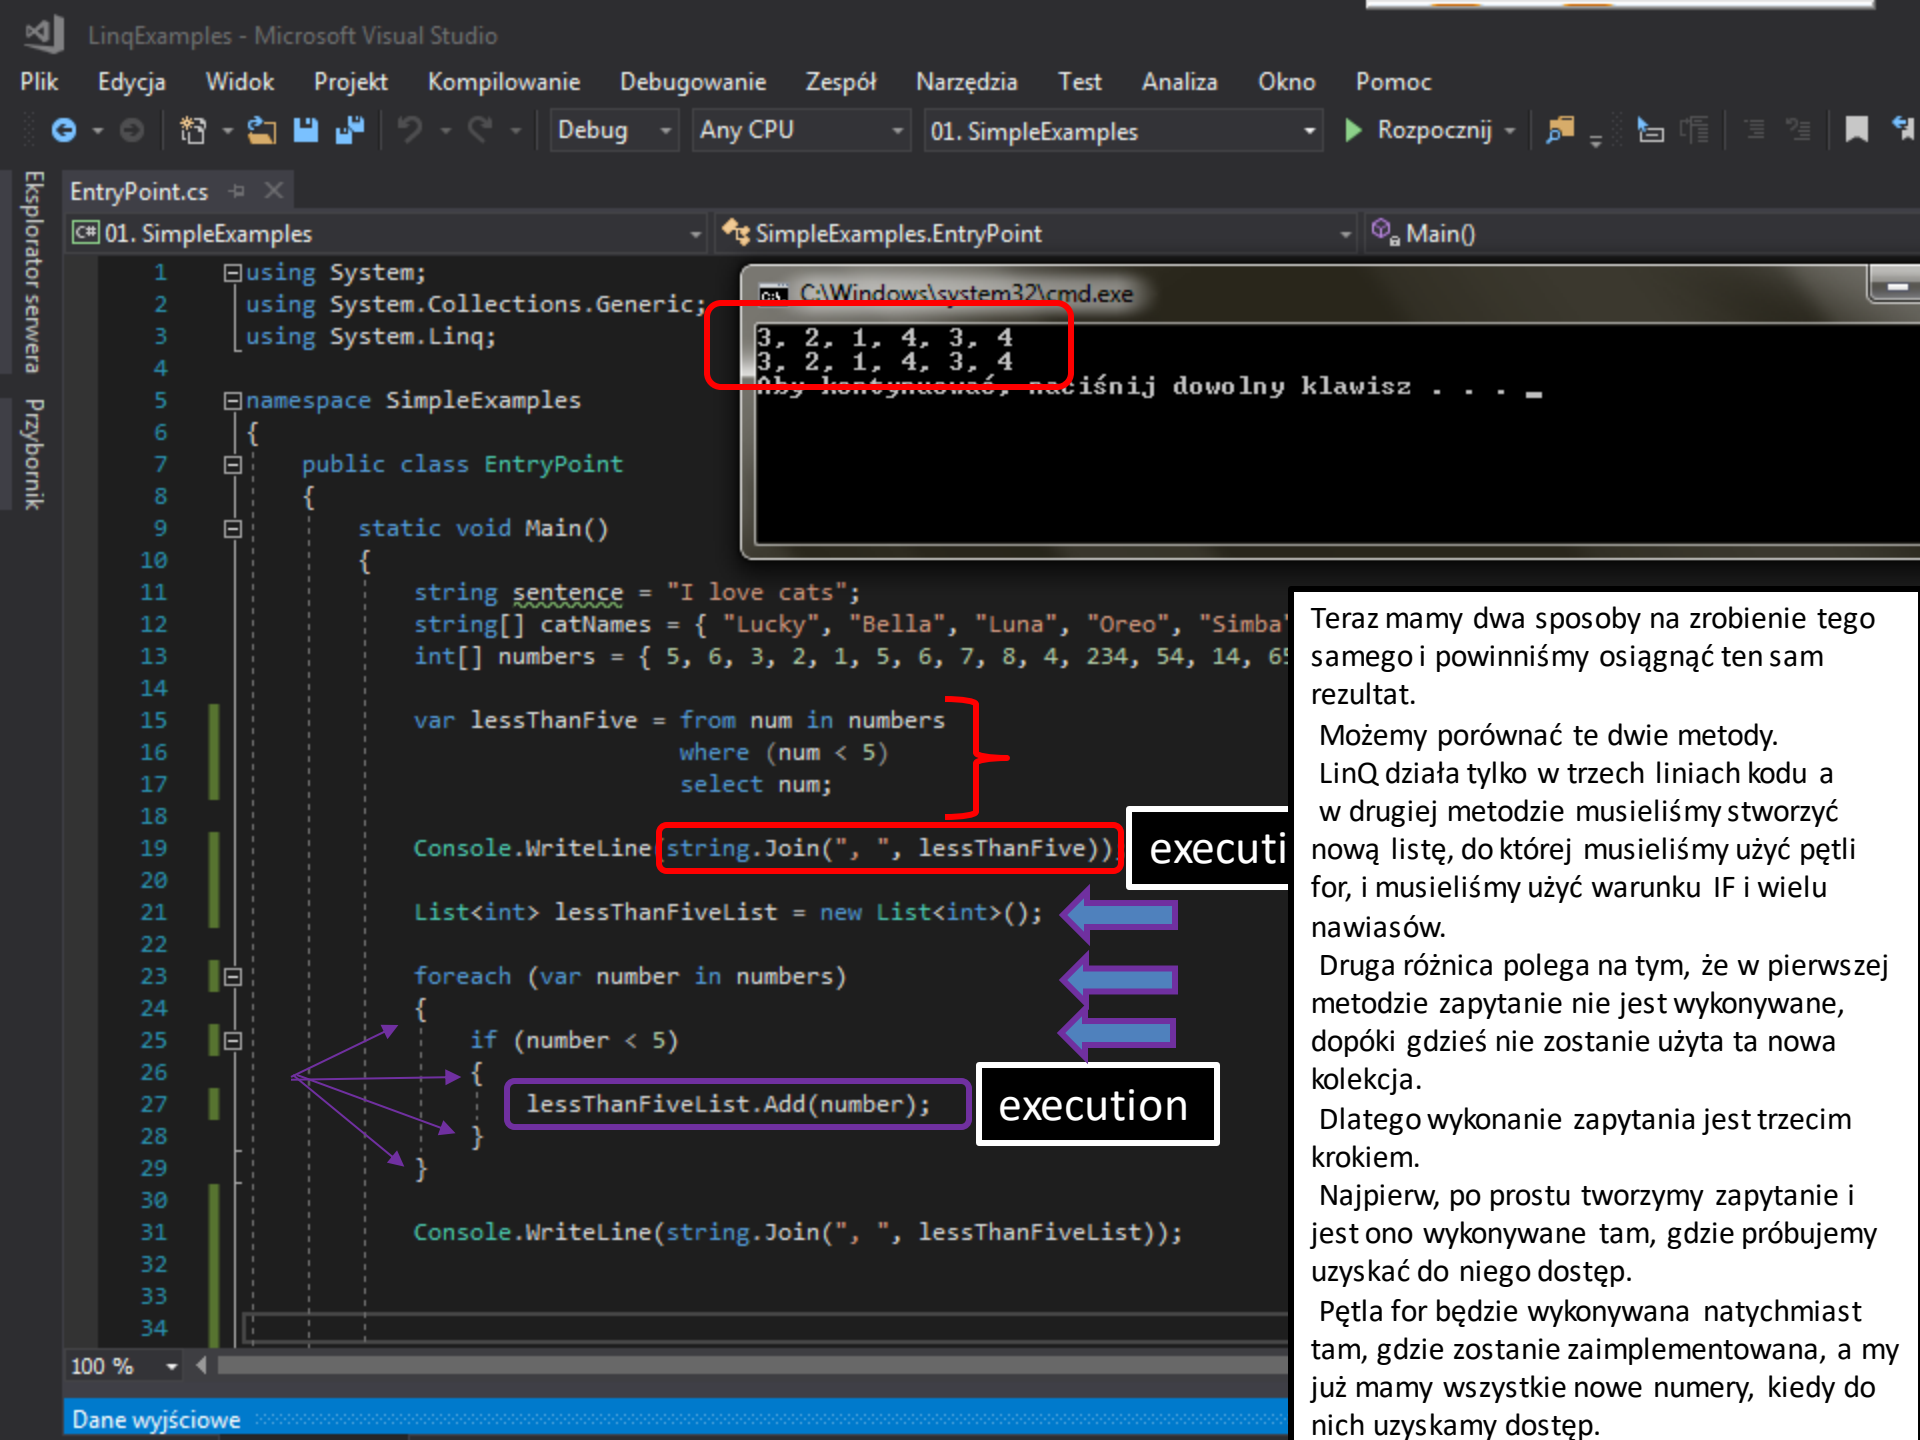 LinqExamples - Microsoft Visual Studio
Plik Edycja Widok Projekt Kompilowanie Debugowanie Zespół Narzędzia Test Analiza Okno Pomoc
Debug Any CPU 01. SimpleExamples Rozpocznij
Eksplorator serwera
Przybornik
EntryPoint.cs
C# 01. SimpleExamples SimpleExamples.EntryPoint Main()
C:\Windows\system32\cmd.exe
3, 2, 1, 4, 3, 4
3, 2, 1, 4, 3, 4
Aby kontynuować, naciśnij dowolny klawisz . . . _
1 using System;
2 using System.Collections.Generic;
3 using System.Linq;
4
5 namespace SimpleExamples
6 {
7 public class EntryPoint
8 {
9 static void Main()
10 {
11 string sentence = "I love cats";
12 string[] catNames = { "Lucky", "Bella", "Luna", "Oreo", "Simba"
13 int[] numbers = { 5, 6, 3, 2, 1, 5, 6, 7, 8, 4, 234, 54, 14, 65
14
15 var lessThanFive = from num in numbers
16 where (num < 5)
17 select num;
18
19 Console.WriteLine(string.Join(", ", lessThanFive))
executi
20
21 List<int> lessThanFiveList = new List<int>();
22
23 foreach (var number in numbers)
24 {
25 if (number < 5)
26 {
27 lessThanFiveList.Add(number);
execution
28 }
29 }
30
31 Console.WriteLine(string.Join(", ", lessThanFiveList));
32
33
34
100 %
Dane wyjściowe
Teraz mamy dwa sposoby na zrobienie tego
samego i powinniśmy osiągnąć ten sam
rezultat.
Możemy porównać te dwie metody.
LinQ działa tylko w trzech liniach kodu a
w drugiej metodzie musieliśmy stworzyć
nową listę, do której musieliśmy użyć pętli
for, i musieliśmy użyć warunku IF i wielu
nawiasów.
Druga różnica polega na tym, że w pierwszej
metodzie zapytanie nie jest wykonywane,
dopóki gdzieś nie zostanie użyta ta nowa
kolekcja.
Dlatego wykonanie zapytania jest trzecim
krokiem.
Najpierw, po prostu tworzymy zapytanie i
jest ono wykonywane tam, gdzie próbujemy
uzyskać do niego dostęp.
Pętla for będzie wykonywana natychmiast
tam, gdzie zostanie zaimplementowana, a my
już mamy wszystkie nowe numery, kiedy do
nich uzyskamy dostęp.